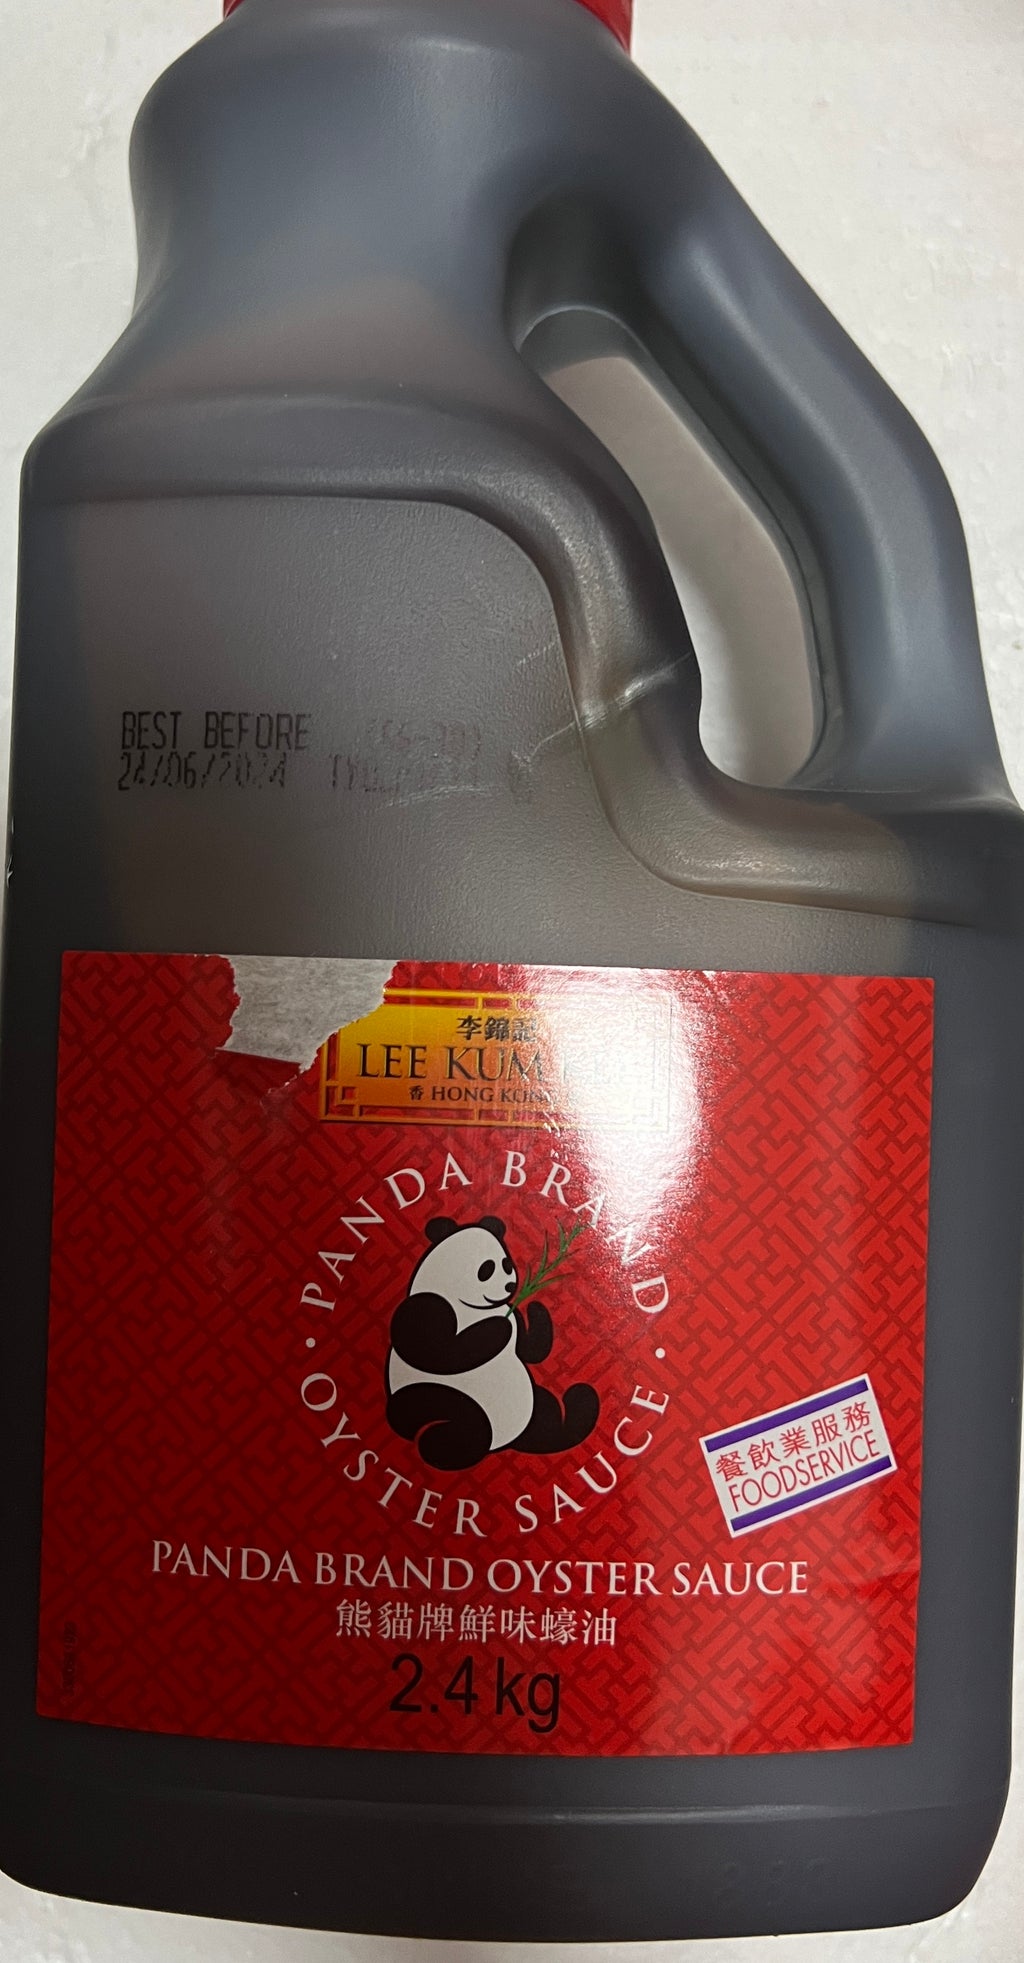 BEST BEFORE
24/06/2024
李錦記
LEE KUM
香 HONG KONG
PANDA BRAND
OYSTER SAUCE
餐飲業服務
FOODSERVICE
PANDA BRAND OYSTER SAUCE
熊貓牌鮮味蠔油
2.4 kg